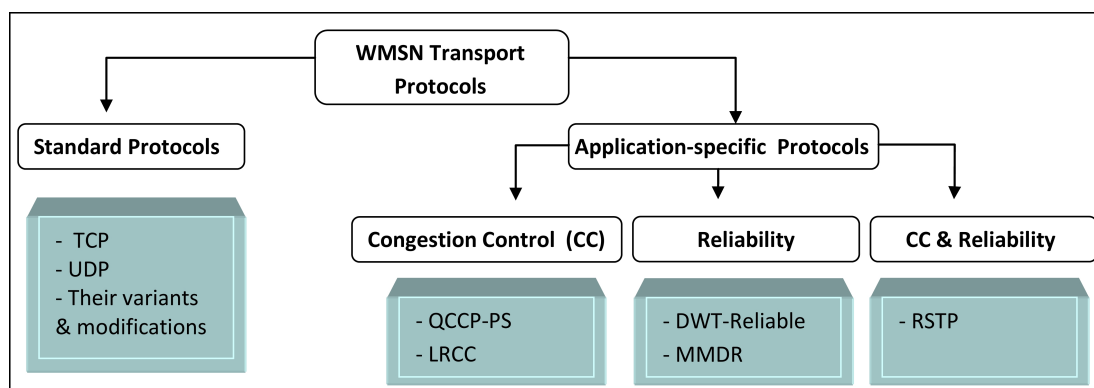 WMSN Transport
Protocols
Standard Protocols
Application-specific Protocols
- TCP
- UDP
- Their variants
& modifications
Congestion Control (CC)
Reliability
CC & Reliability
- QCCP-PS
- LRCC
- DWT-Reliable
- MMDR
- RSTP